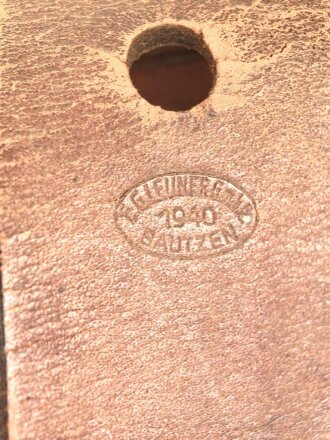 E.G. LEUNER G.m.b.H.
1940
BAUTZEN